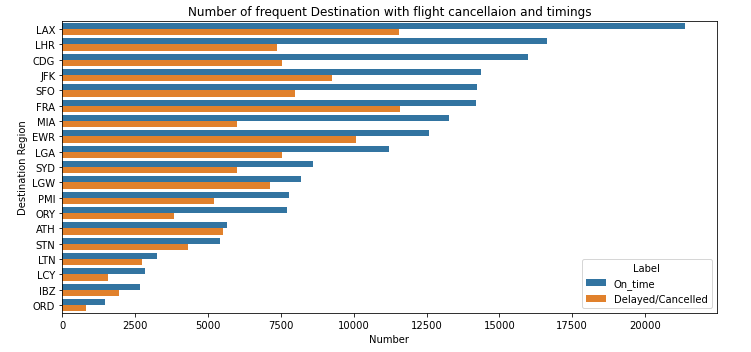 Number of frequent Destination with flight cancellaion and timings
Destination Region
LAX
LHR
CDG
JFK
SFO
FRA
MIA
EWR
LGA
SYD
LGW
PMI
ORY
ATH
STN
LTN
LCY
IBZ
ORD
Label
On_time
Delayed/Cancelled
0 2500 5000 7500 10000 12500 15000 17500 20000
Number